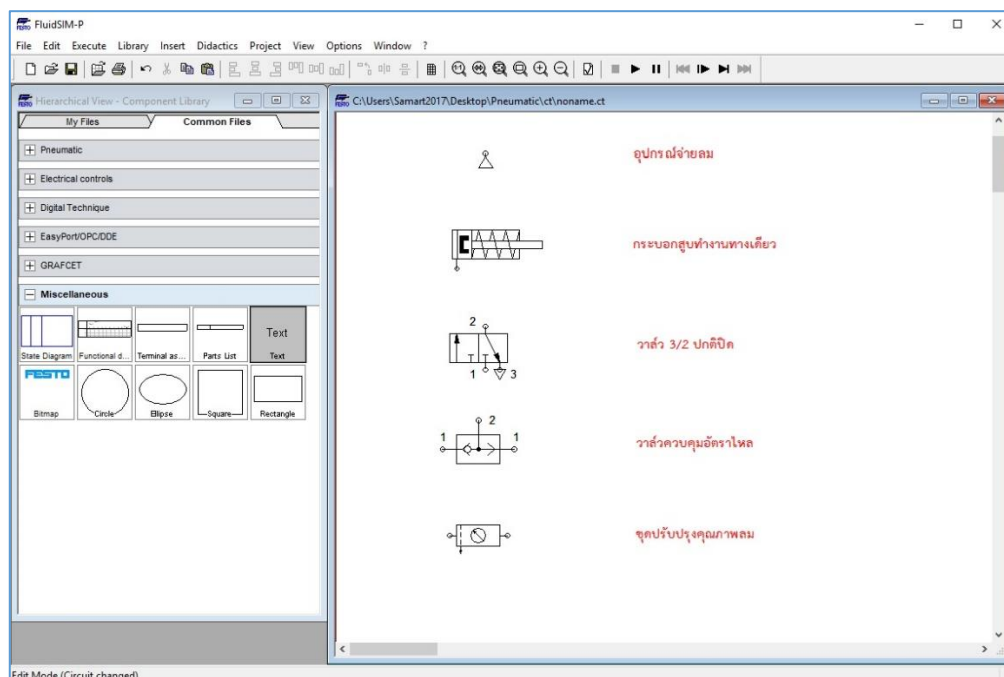 FESTO FluidSIM-P
File Edit Execute Library Insert Didactics Project View Options Window ?
FESTO Hierarchical View - Component Library
My Files Common Files
Pneumatic
Electrical controls
Digital Technique
EasyPort/OPC/DDE
GRAFCET
Miscellaneous
Text
State Diagram Functional d... Terminal as... Parts List Text
FESTO
Bitmap Circle Ellipse Square Rectangle
FESTO C:\Users\Samart2017\Desktop\Pneumatic\ct\noname.ct
อุปกรณ์จ่ายลม
กระบอกสูบทำงานทางเดียว
2
วาล์ว 3/2 ปกติปิด
1 3
2
1 1
วาล์วควบคุมอัตราไหล
ชุดปรับปรุงคุณภาพลม
Edit Mode (Circuit changed)